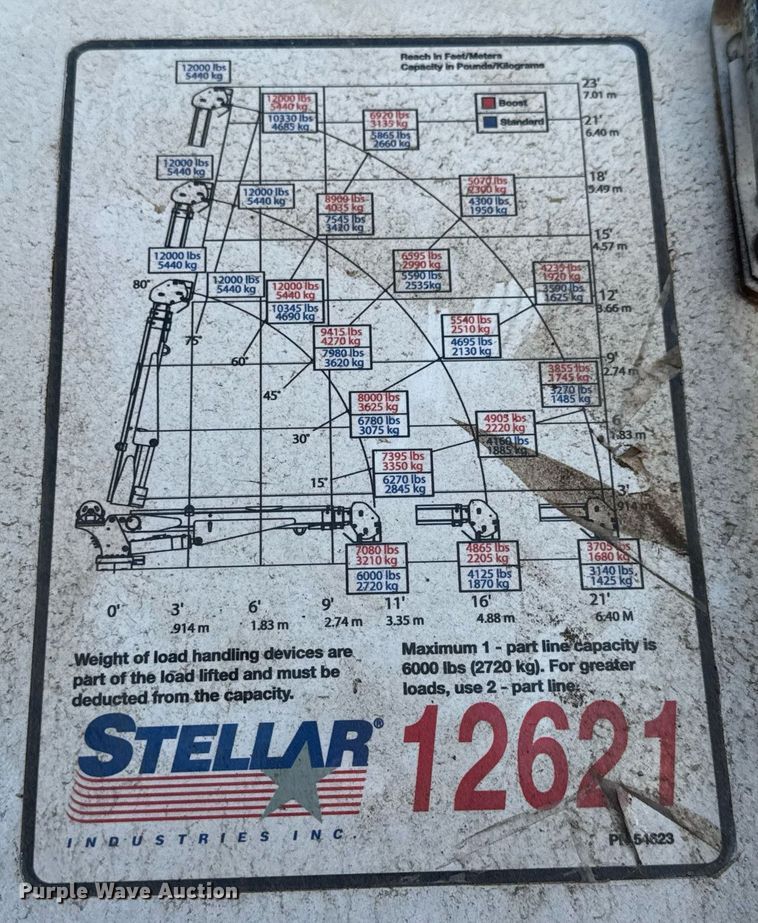 Reach in Feet/Meters
Capacity in Pounds/Kilograms
12000 lbs
5440 kg
23'
7.01 m
12000 lbs
5440 kg
10330 lbs
4685 kg
6920 lbs
3135 kg
5865 lbs
2660 kg
Boost
Standard
21'
6.40 m
12000 lbs
5440 kg
12000 lbs
5440 kg
8900 lbs
4035 kg
7545 lbs
3420 kg
5070 lbs
2300 kg
4300 lbs
1950 kg
18'
5.49 m
15'
4.57 m
12000 lbs
5440 kg
80°
12000 lbs
5440 kg
12000 lbs
5440 kg
10345 lbs
4690 kg
6595 lbs
2990 kg
5590 lbs
2535kg
4235 lbs
1920 kg
3590 lbs
1625 kg
12'
3.66 m
75°
60°
9415 lbs
4270 kg
7980 lbs
3620 kg
5540 lbs
2510 kg
4695 lbs
2130 kg
9'
2.74 m
45°
8000 lbs
3625 kg
6780 lbs
3075 kg
3855 lbs
1745 kg
3270 lbs
1485 kg
30°
4905 lbs
2220 kg
4160 lbs
1885 kg
6'
1.83 m
15°
7395 lbs
3350 kg
6270 lbs
2845 kg
3'
.914 m
7080 lbs
3210 kg
6000 lbs
2720 kg
4865 lbs
2205 kg
4125 lbs
1870 kg
3705 lbs
1680 kg
3140 lbs
1425 kg
0' 3' 6' 9' 11' 16' 21'
.914 m 1.83 m 2.74 m 3.35 m 4.88 m 6.40 M
Weight of load handling devices are
part of the load lifted and must be
deducted from the capacity.
Maximum 1 - part line capacity is
6000 lbs (2720 kg). For greater
loads, use 2 - part line.
STELLAR®
INDUSTRIES INC.
12621
PN 54623
Purple Wave Auction